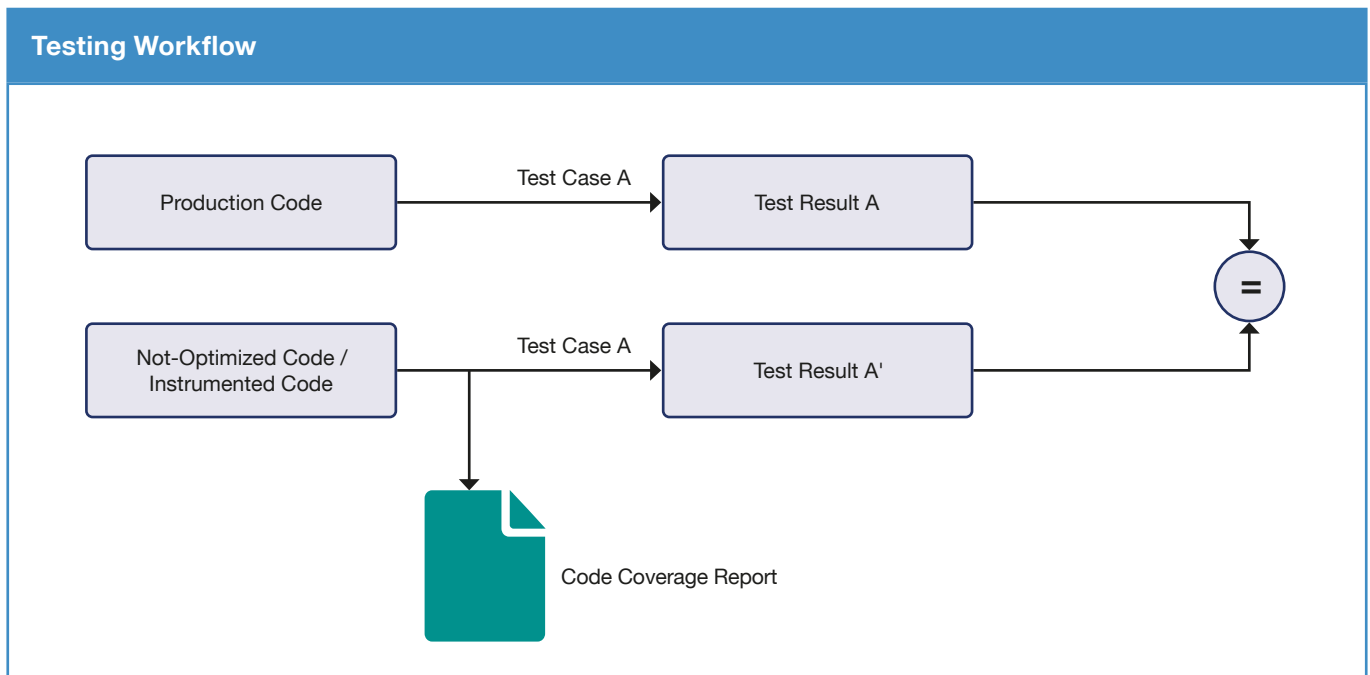 Testing Workflow
Test Case A
Production Code
Test Result A
=
Test Case A
Not-Optimized Code /
Instrumented Code
Test Result A'
Code Coverage Report